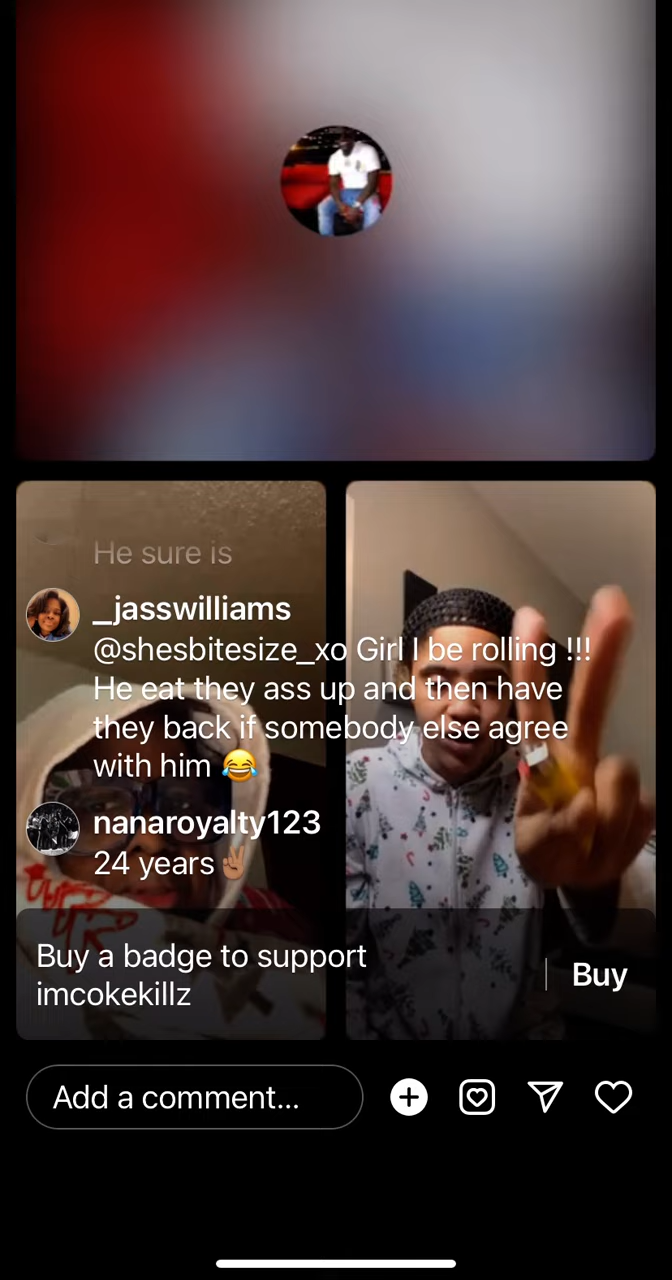 He sure is
_jasswilliams
@shesbitesize_xo Girl I be rolling !!!
He eat they ass up and then have
they back if somebody else agree
with him 😂
nanaroyalty123
24 years✌🏽
Buy a badge to support
imcokekillz
Buy
Add a comment...